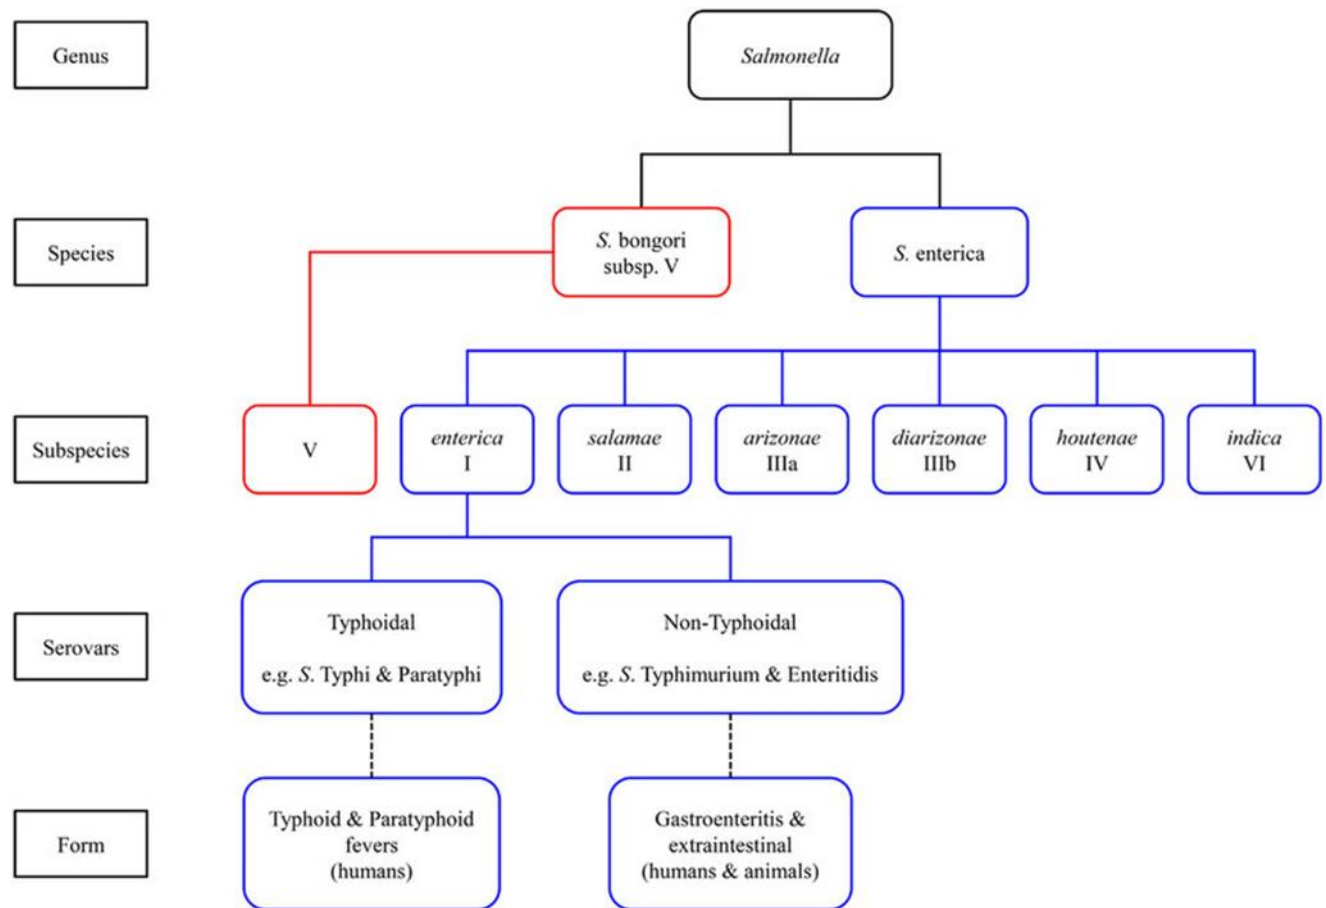 Genus
Salmonella
Species
S. bongori
subsp. V
S. enterica
Subspecies
V
enterica
I
salamae
II
arizonae
IIIa
diarizonae
IIIb
houtenae
IV
indica
VI
Serovars
Typhoidal
e.g. S. Typhi & Paratyphi
Non-Typhoidal
e.g. S. Typhimurium & Enteritidis
Form
Typhoid & Paratyphoid
fevers
(humans)
Gastroenteritis &
extraintestinal
(humans & animals)